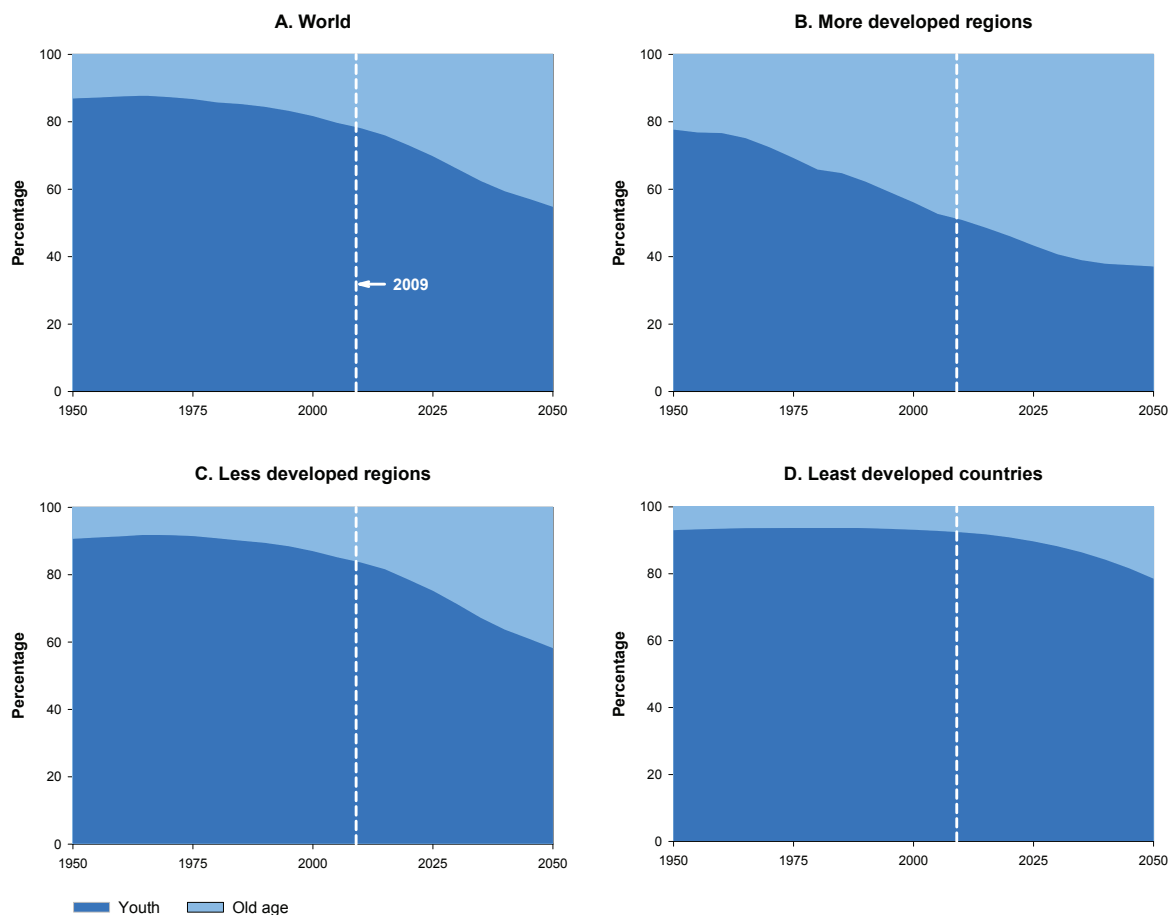 A. World
B. More developed regions
Percentage
100
80
60
40
20
0
2009
1950 1975 2000 2025 2050
Percentage
100
80
60
40
20
0
1950 1975 2000 2025 2050
C. Less developed regions
D. Least developed countries
Percentage
100
80
60
40
20
0
1950 1975 2000 2025 2050
Percentage
100
80
60
40
20
0
1950 1975 2000 2025 2050
Youth Old age